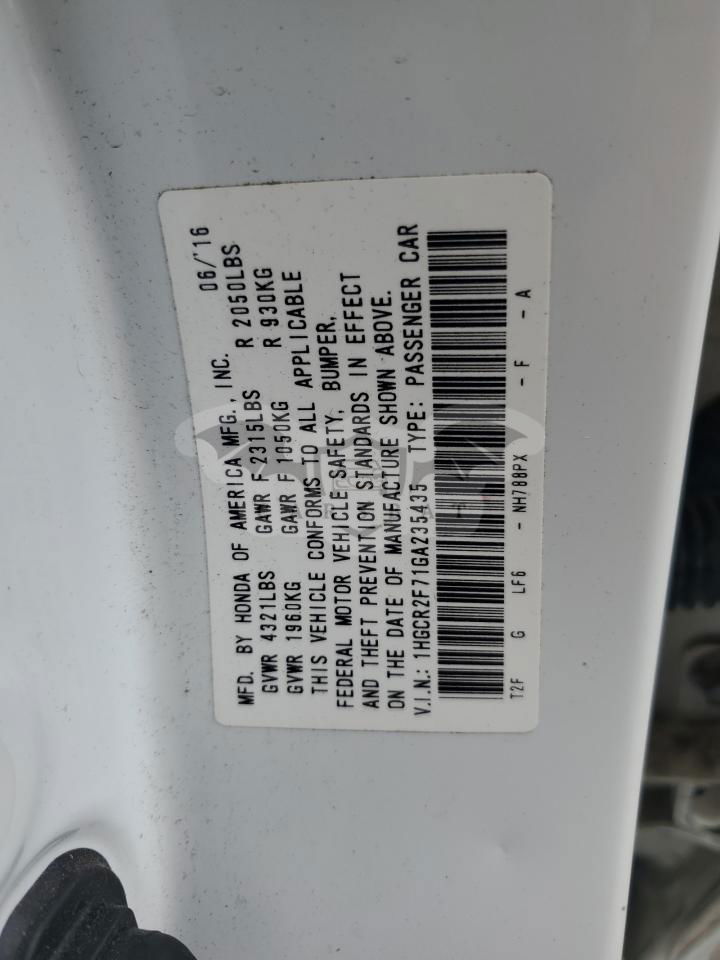 MFD. BY HONDA OF AMERICA MFG., INC. 06/'16
GVWR 4321LBS GAWR F 2315LBS R 2050LBS
GVWR 1960KG GAWR F 1050KG R 930KG
THIS VEHICLE CONFORMS TO ALL APPLICABLE
FEDERAL MOTOR VEHICLE SAFETY, BUMPER,
AND THEFT PREVENTION STANDARDS IN EFFECT
ON THE DATE OF MANUFACTURE SHOWN ABOVE.
V.I.N.: 1HGCR2F71GA235435 TYPE: PASSENGER CAR
T2F G LF6 - NH788PX - F - A